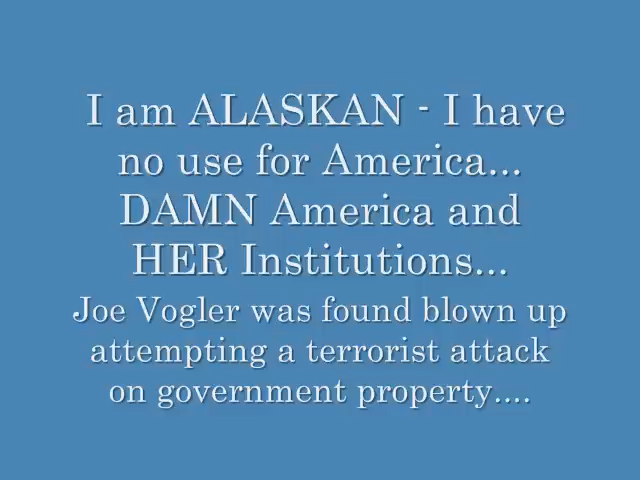 I am ALASKAN - I have
no use for America...
DAMN America and
HER Institutions...
Joe Vogler was found blown up
attempting a terrorist attack
on government property....